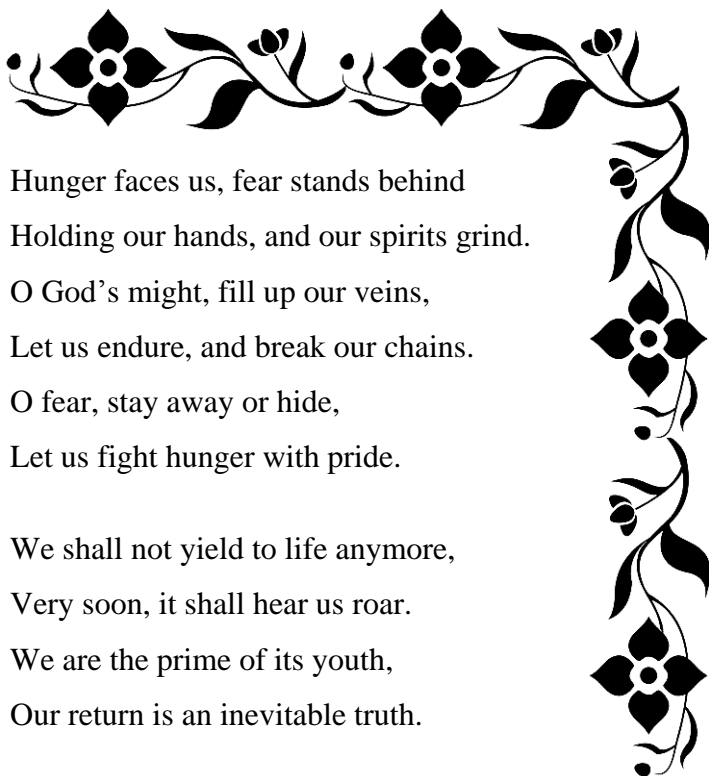 Hunger faces us, fear stands behind
Holding our hands, and our spirits grind.
O God’s might, fill up our veins,
Let us endure, and break our chains.
O fear, stay away or hide,
Let us fight hunger with pride.
We shall not yield to life anymore,
Very soon, it shall hear us roar.
We are the prime of its youth,
Our return is an inevitable truth.